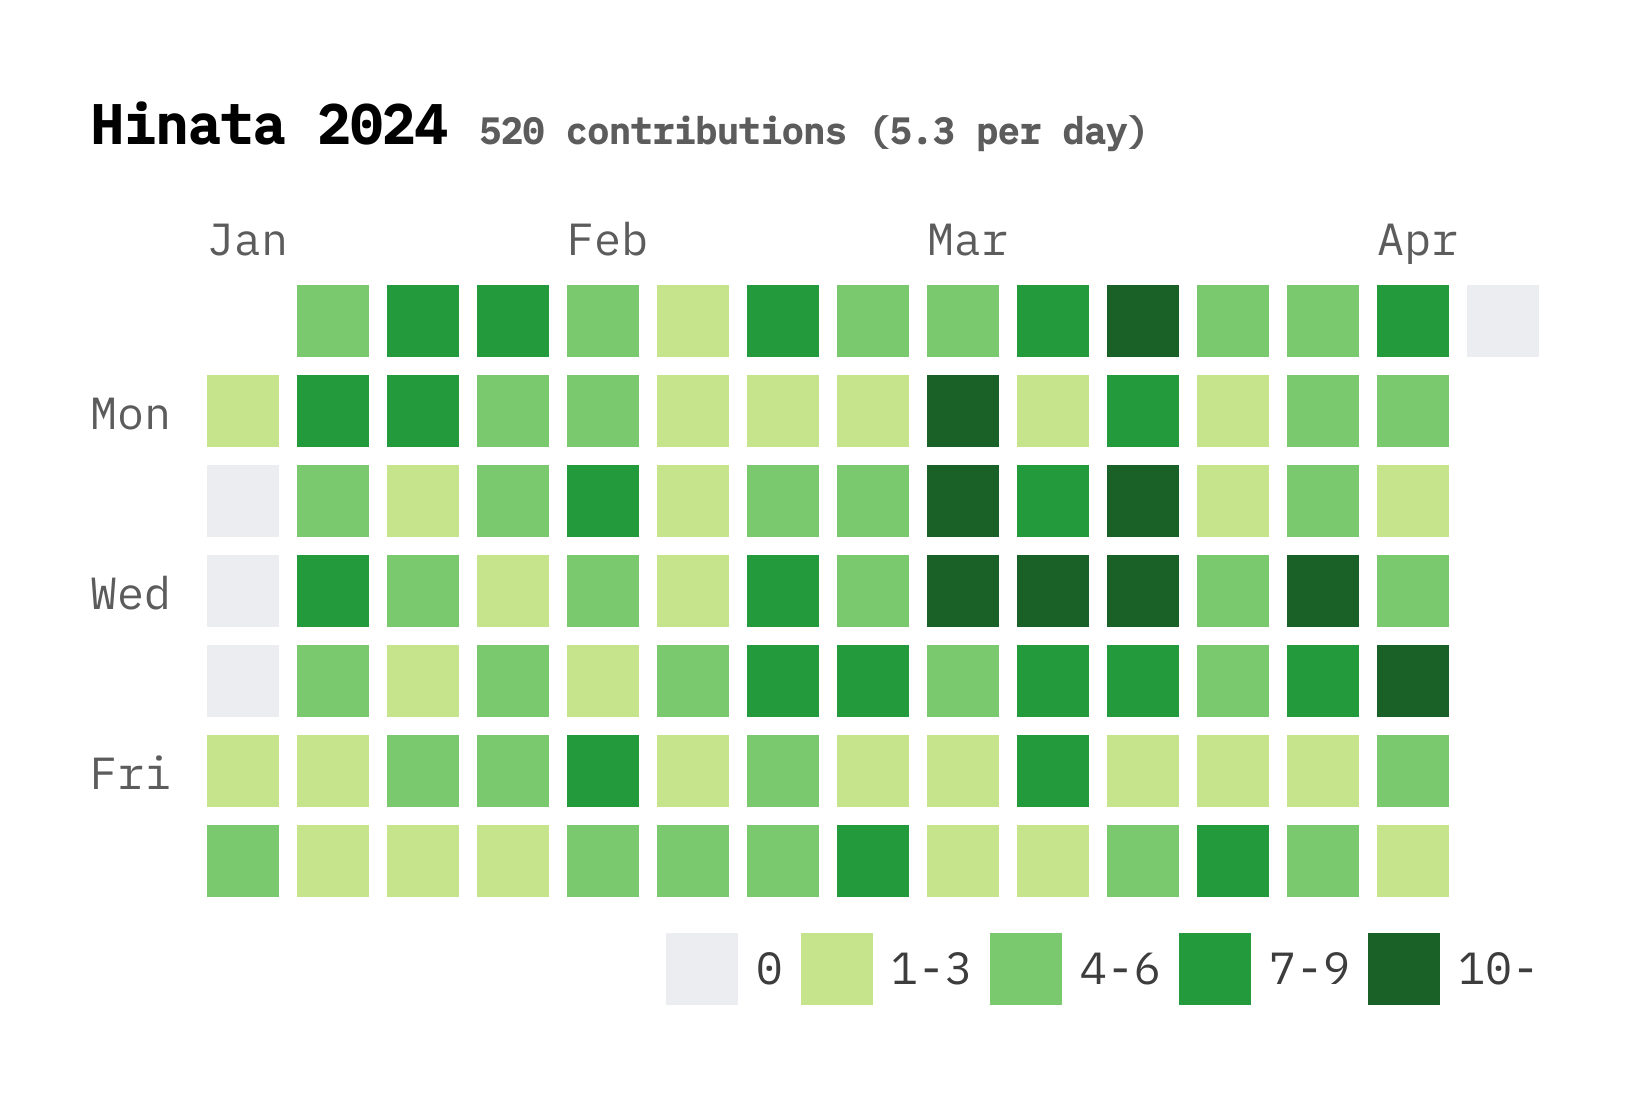 Hinata 2024 520 contributions (5.3 per day)
Jan Feb Mar Apr
Mon
Wed
Fri
0 1-3 4-6 7-9 10-